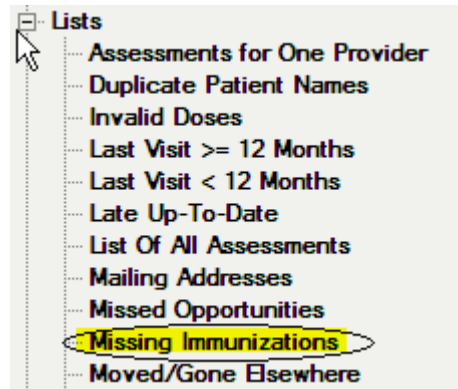 Lists
Assessments for One Provider
Duplicate Patient Names
Invalid Doses
Last Visit >= 12 Months
Last Visit < 12 Months
Late Up-To-Date
List Of All Assessments
Mailing Addresses
Missed Opportunities
Missing Immunizations
Moved/Gone Elsewhere